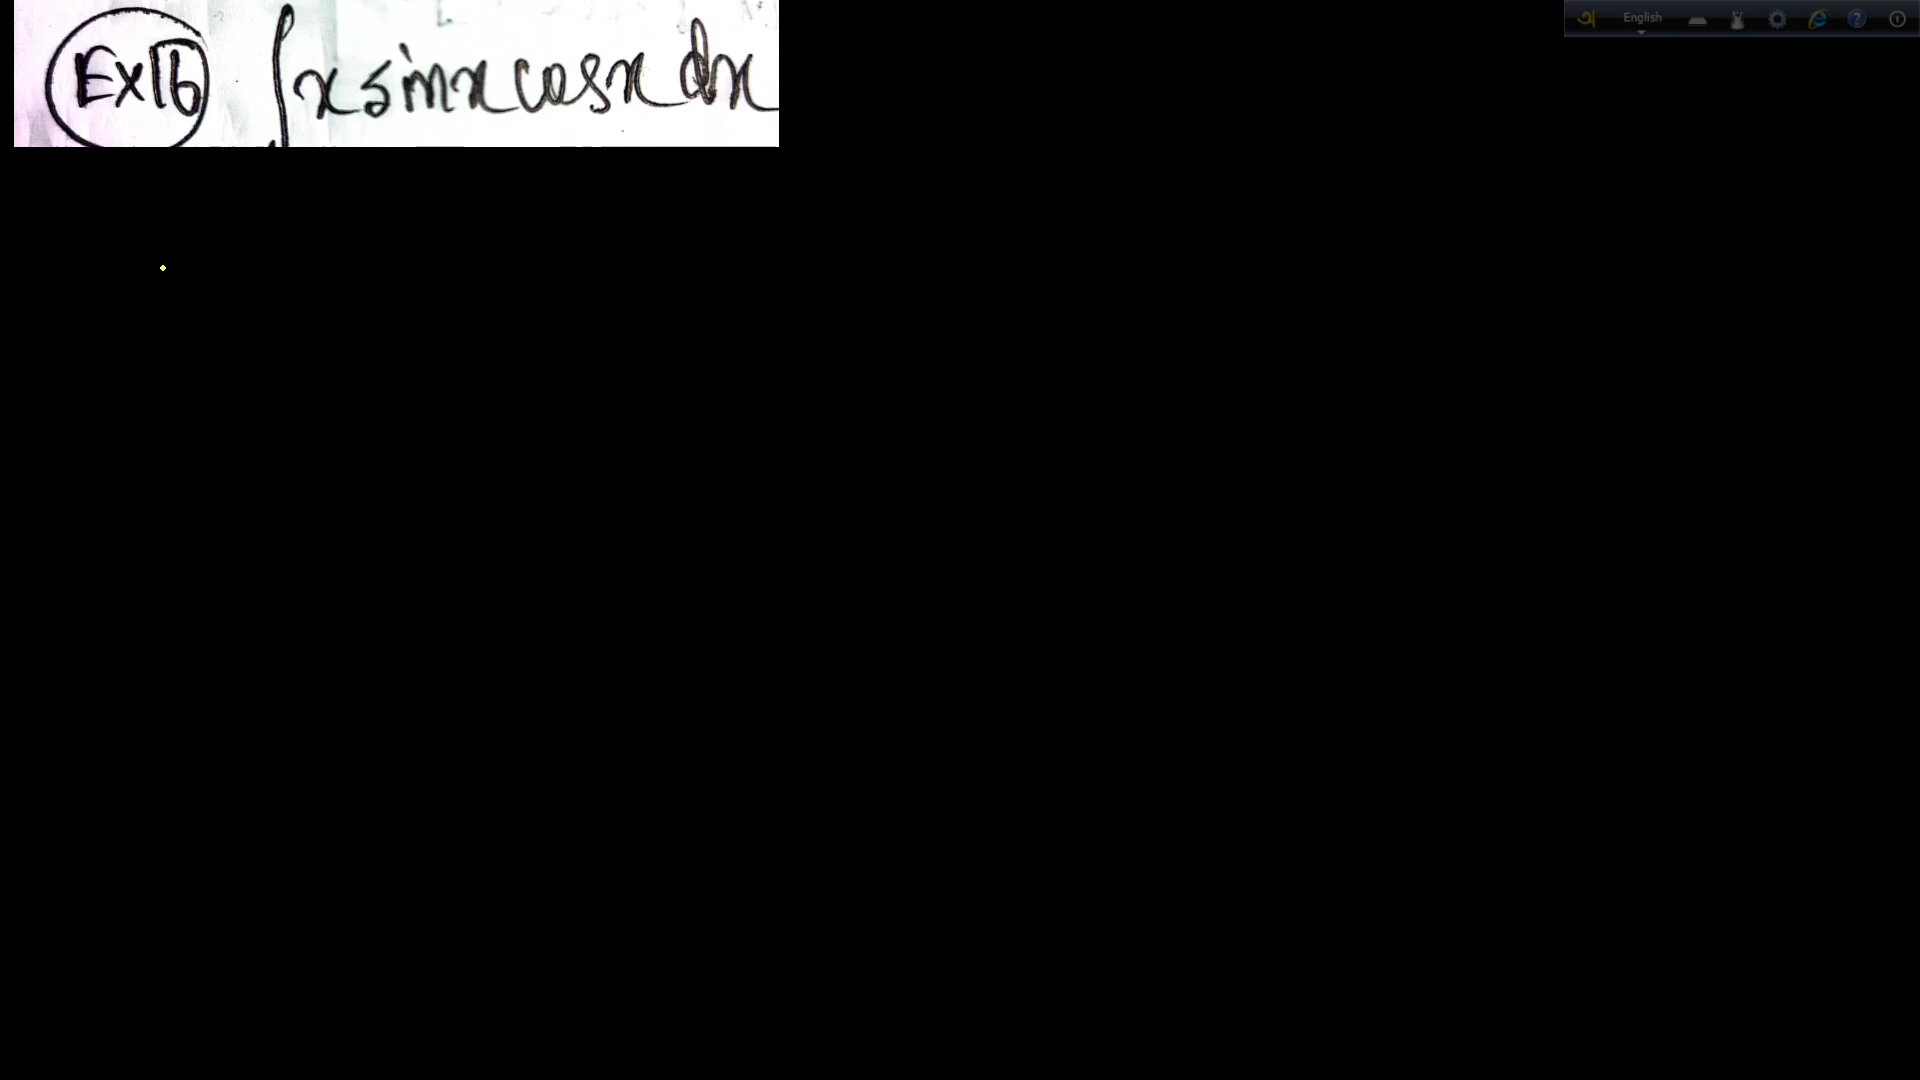 Ex 16 ∫x sinx cosx dx
অ English